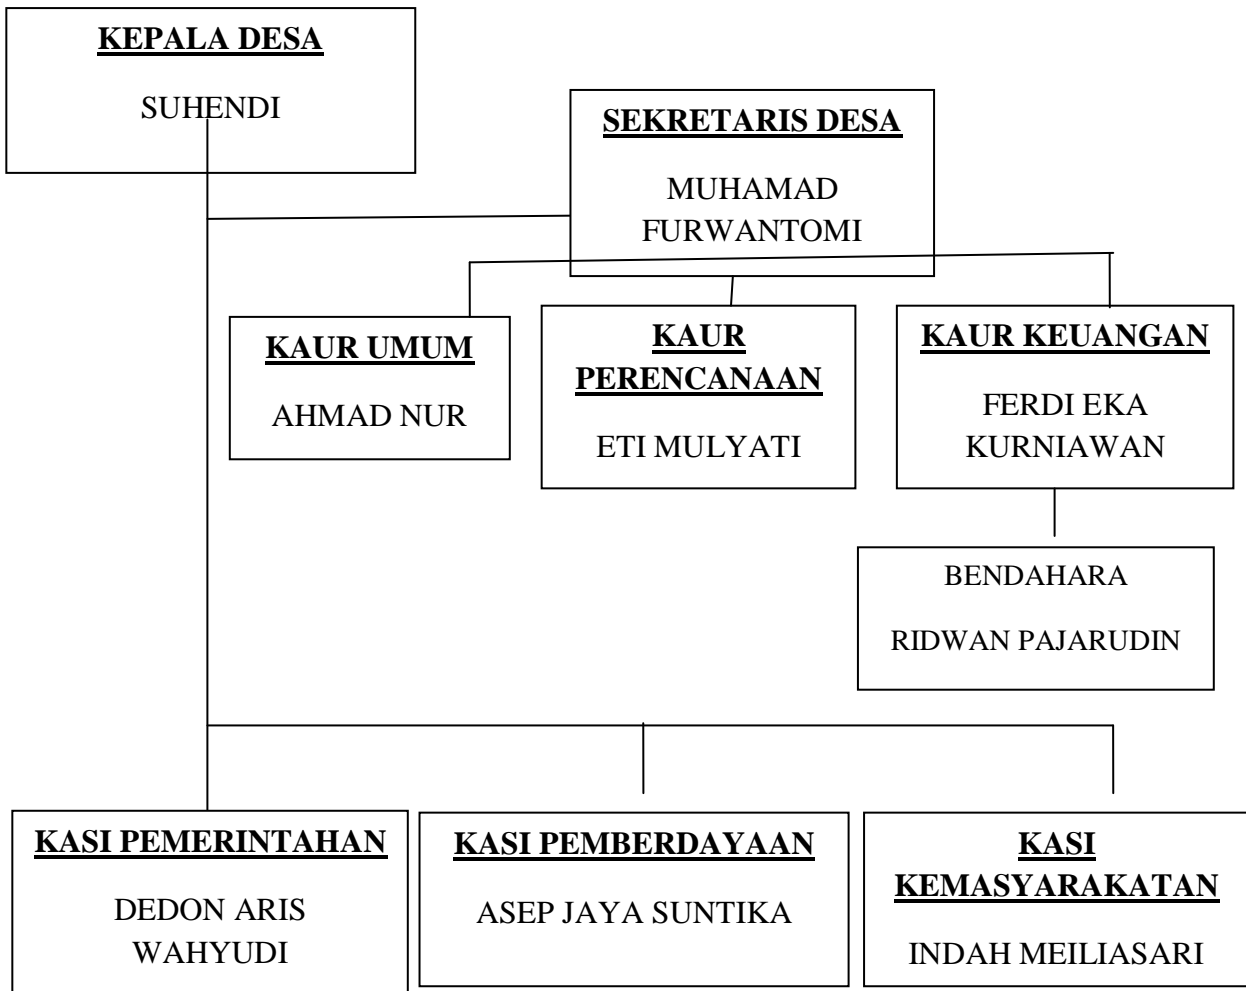 KEPALA DESA
SUHENDI
SEKRETARIS DESA
MUHAMAD
FURWANTOMI
KAUR UMUM
AHMAD NUR
KAUR
PERENCANAAN
ETI MULYATI
KAUR KEUANGAN
FERDI EKA
KURNIAWAN
BENDAHARA
RIDWAN PAJARUDIN
KASI PEMERINTAHAN
DEDON ARIS
WAHYUDI
KASI PEMBERDAYAAN
ASEP JAYA SUNTIKA
KASI
KEMASYARAKATAN
INDAH MEILIASARI